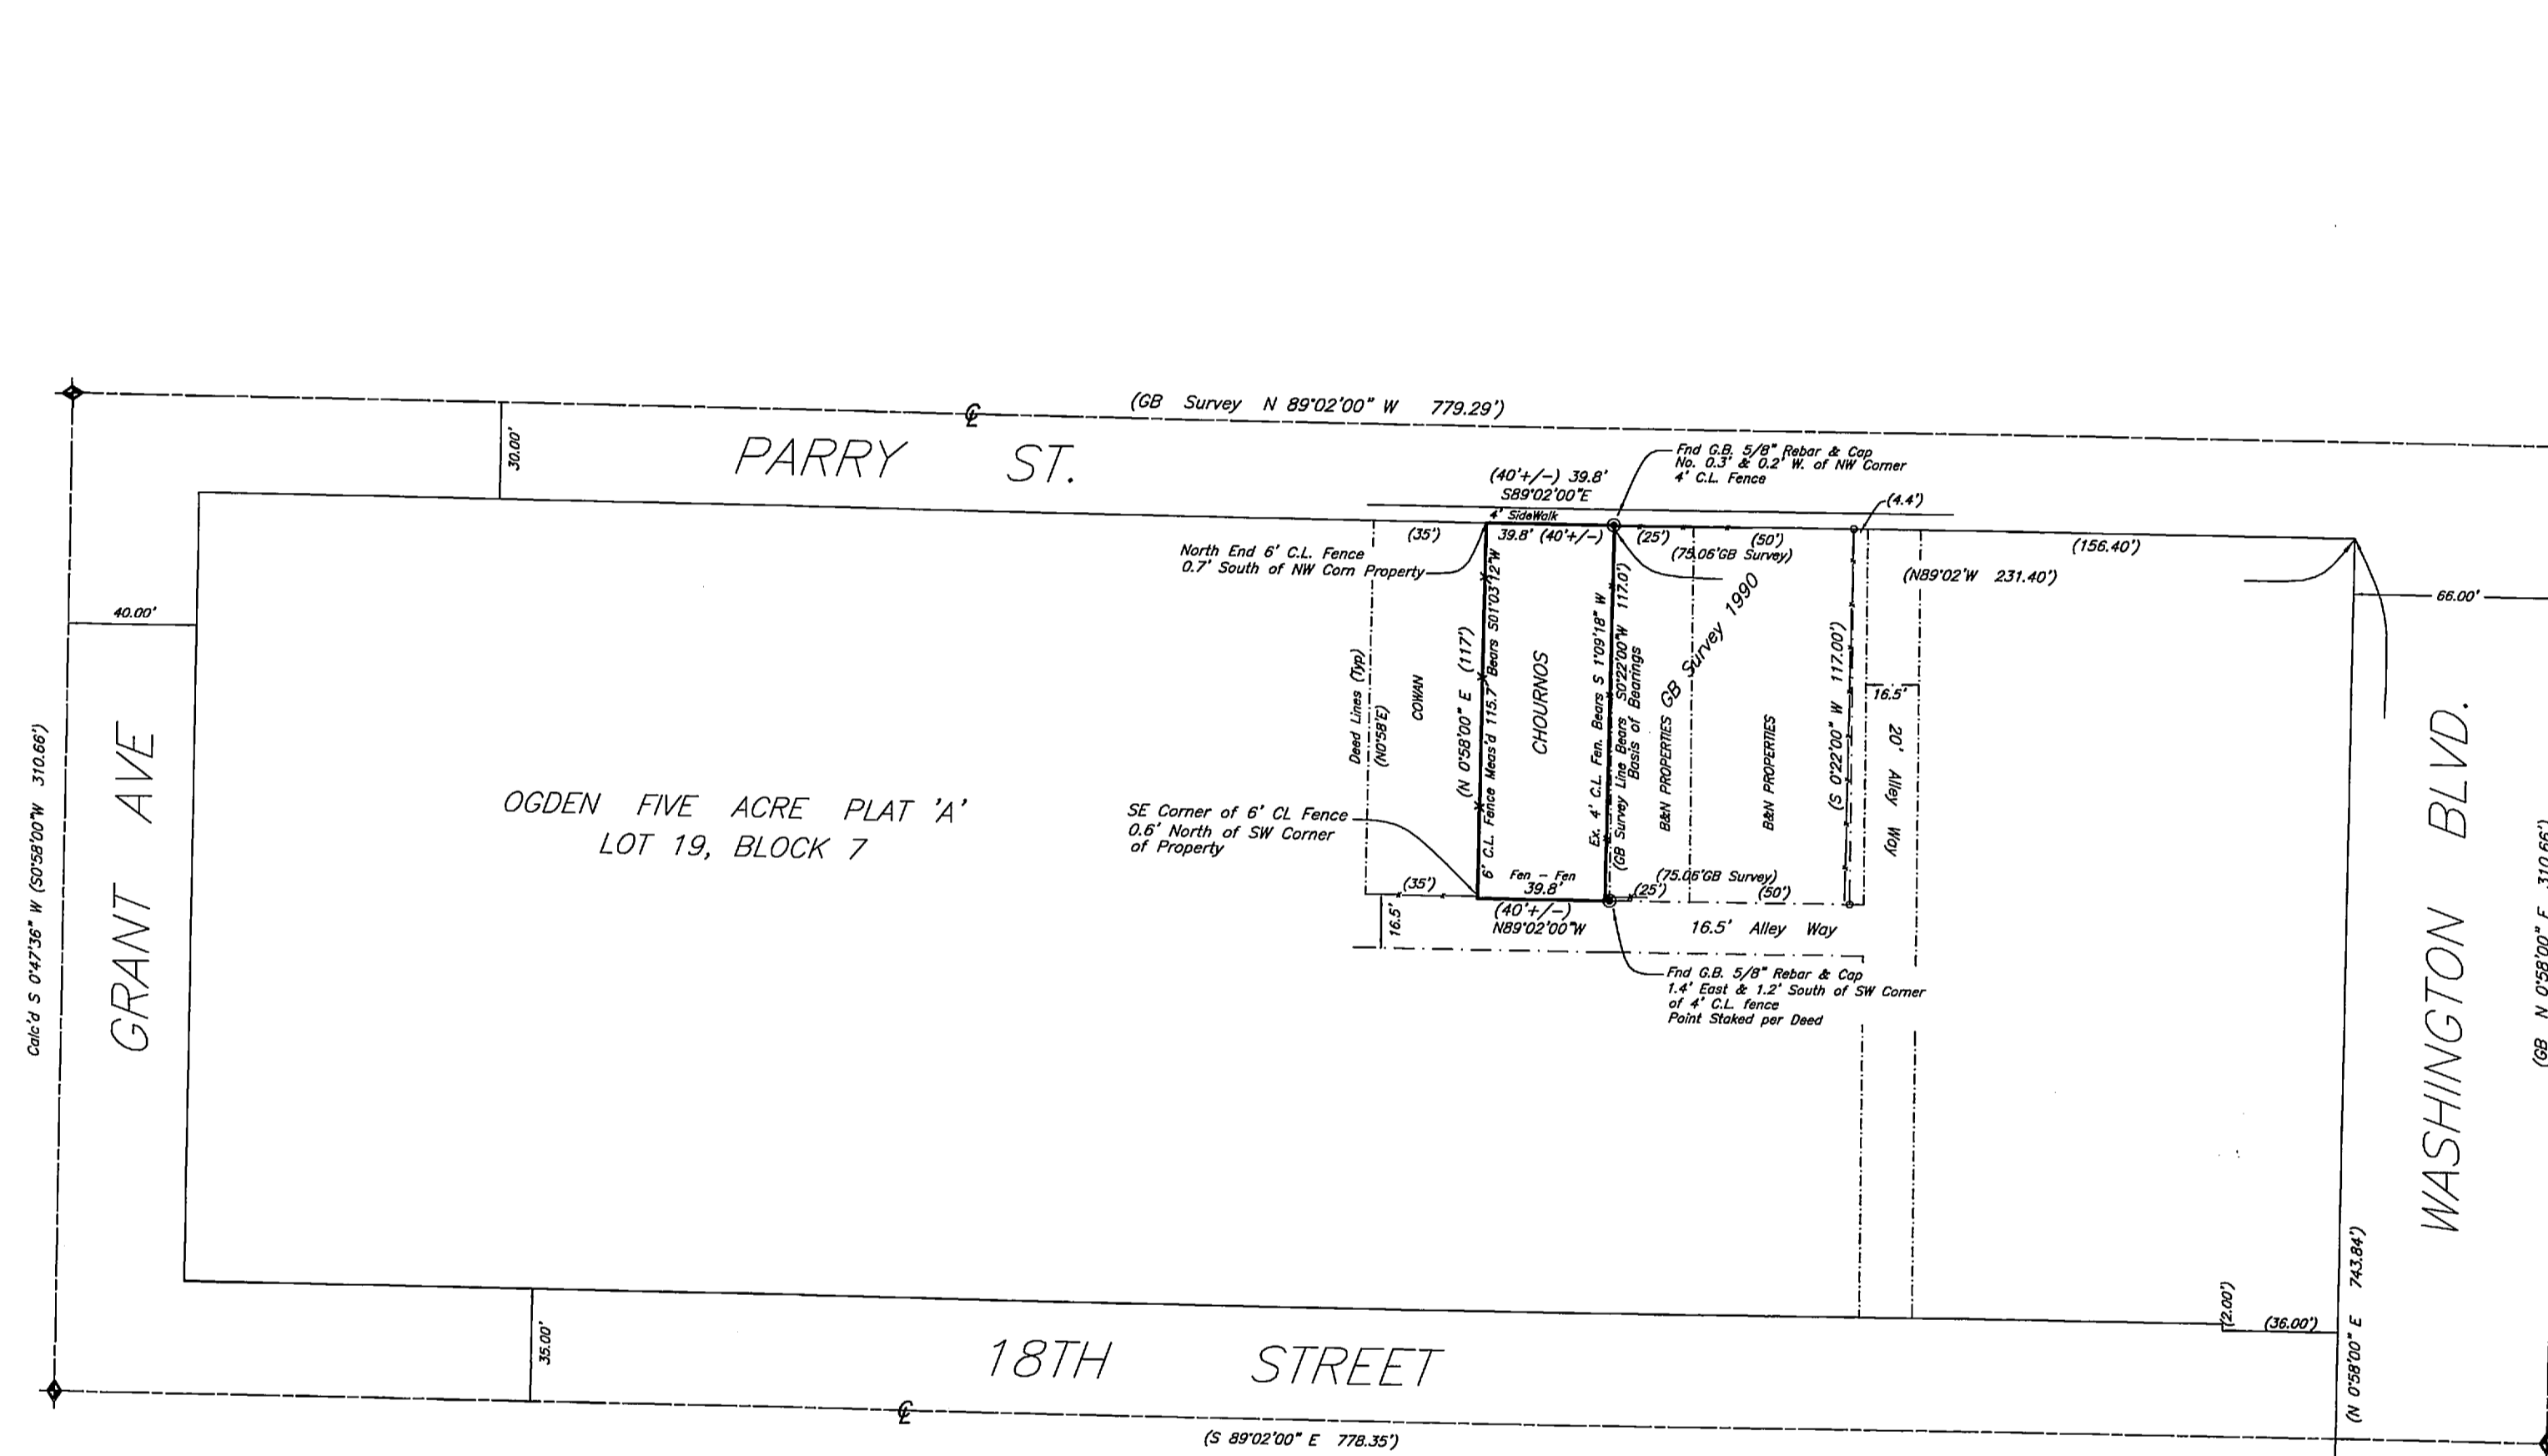 (GB Survey N 89°02'00" W 779.29')
30.00'
PARRY ST.
(40'+/-) 39.8'
S89°02'00"E
4' SideWalk
Fnd G.B. 5/8" Rebar & Cap
No. 0.3' & 0.2' W. of NW Corner
4' C.L. Fence
(4.4')
(35')
39.8' (40'+/-)
(25')
(50')
(75.06'GB Survey)
(156.40')
(N89°02'W 231.40')
66.00'
North End 6' C.L. Fence
0.7' South of NW Corn Property
40.00'
Calc'd S 0°47'36" W (S0°58'00"W 310.66')
GRANT AVE
OGDEN FIVE ACRE PLAT 'A'
LOT 19, BLOCK 7
Deed Lines (Typ)
(N0°58'E)
COWAN
(N 0°58'00" E (117')
6' C.L. Fence Meas'd 115.7' Bears S01°03'12"W
CHOURNOS
Ex. 4' C.L. Fen. Bears S 1°09'18" W
(GB Survey Line Bears S0°22'00"W 117.0')
Basis of Bearings
B&N PROPERTIES
GB Survey 1990
B&N PROPERTIES
(S 0°22'00" W 117.00')
16.5'
20' Alley Way
SE Corner of 6' CL Fence
0.6' North of SW Corner
of Property
(35')
Fen - Fen
39.8'
(75.06'GB Survey)
(25')
(50')
16.5'
(40'+/-)
N89°02'00"W
16.5' Alley Way
Fnd G.B. 5/8" Rebar & Cap
1.4' East & 1.2' South of SW Corner
of 4' C.L. fence
Point Staked per Deed
WASHINGTON BLVD.
(GB N 0°58'00" E 310.66')
(N 0°58'00" E 743.84')
(2.00')
(36.00')
35.00'
18TH STREET
(S 89°02'00" E 778.35')